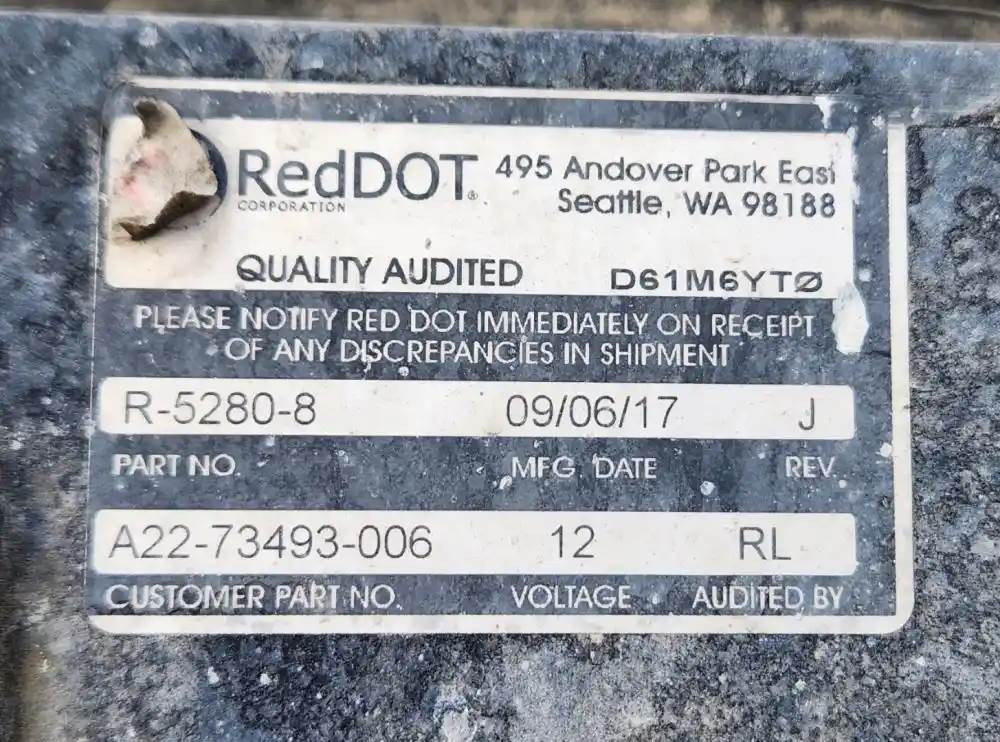 RedDOT®
CORPORATION
495 Andover Park East
Seattle, WA 98188
QUALITY AUDITED D61M6YTØ
PLEASE NOTIFY RED DOT IMMEDIATELY ON RECEIPT
OF ANY DISCREPANCIES IN SHIPMENT
R-5280-8 09/06/17 J
PART NO. MFG. DATE REV.
A22-73493-006 12 RL
CUSTOMER PART NO. VOLTAGE AUDITED BY